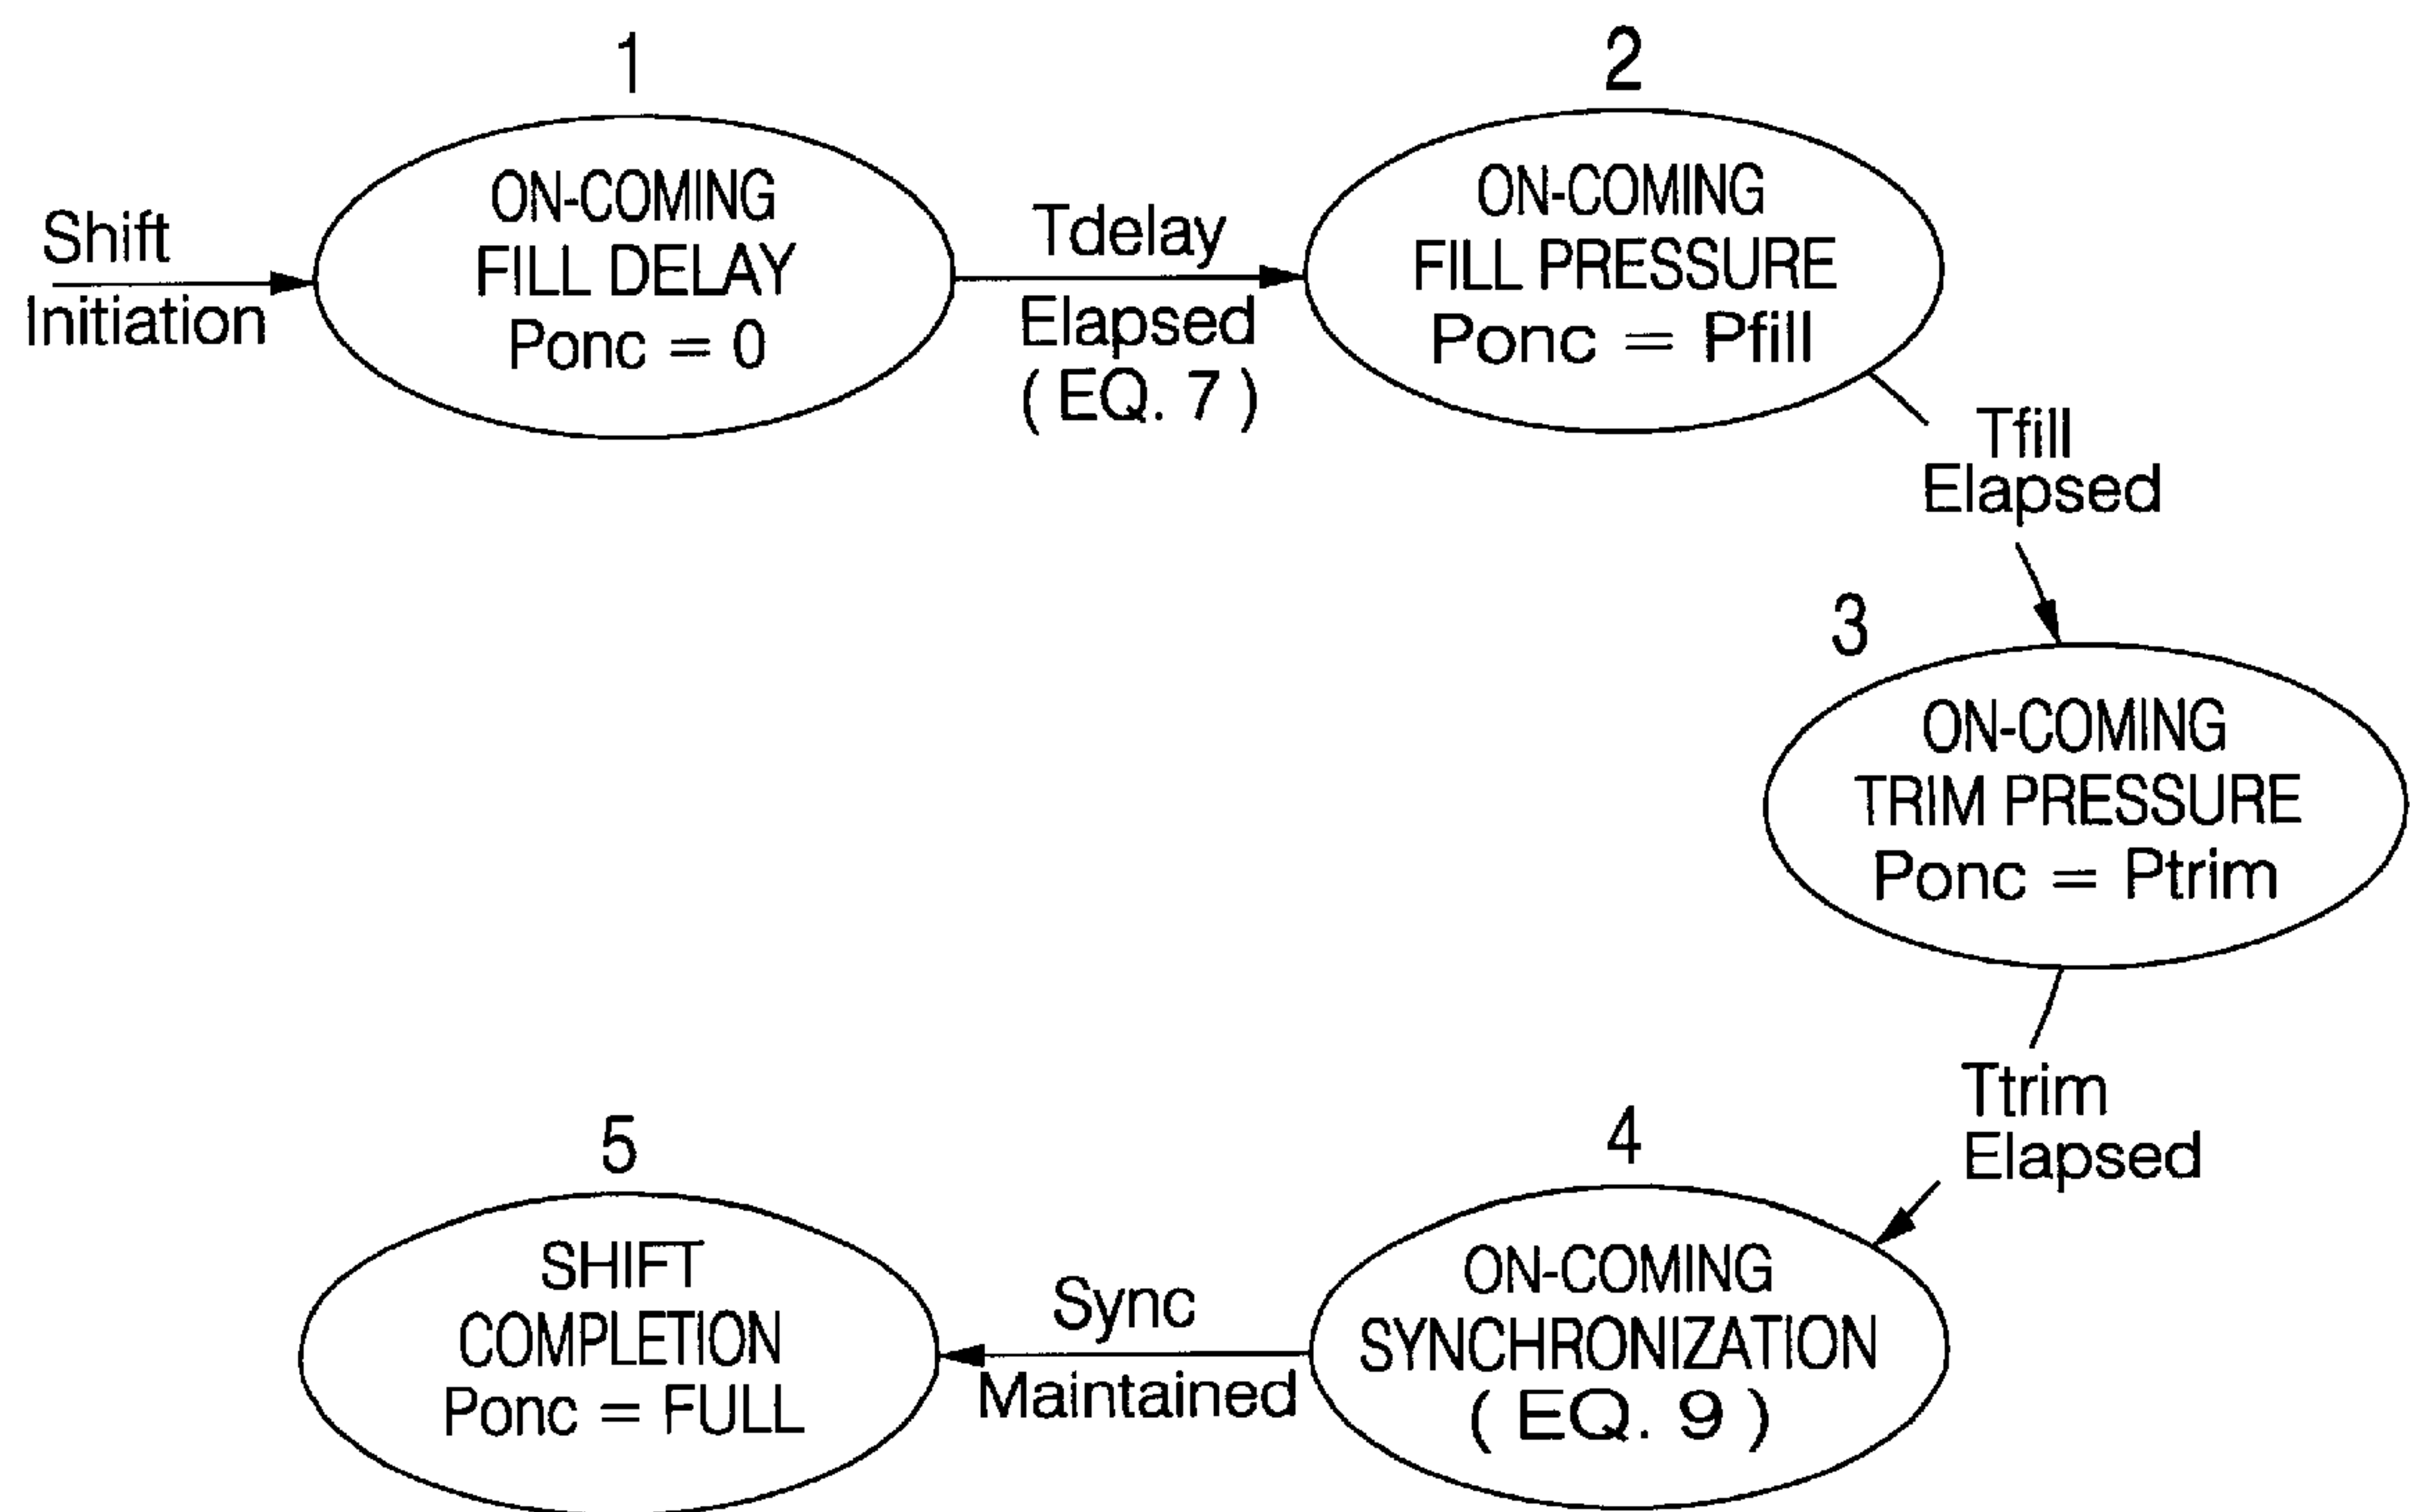 1
Shift
Initiation
ON-COMING
FILL DELAY
Ponc = 0
Tdelay
Elapsed
( EQ. 7 )
2
ON-COMING
FILL PRESSURE
Ponc = Pfill
Tfill
Elapsed
3
ON-COMING
TRIM PRESSURE
Ponc = Ptrim
Ttrim
Elapsed
4
ON-COMING
SYNCHRONIZATION
( EQ. 9 )
Sync
Maintained
5
SHIFT
COMPLETION
Ponc = FULL